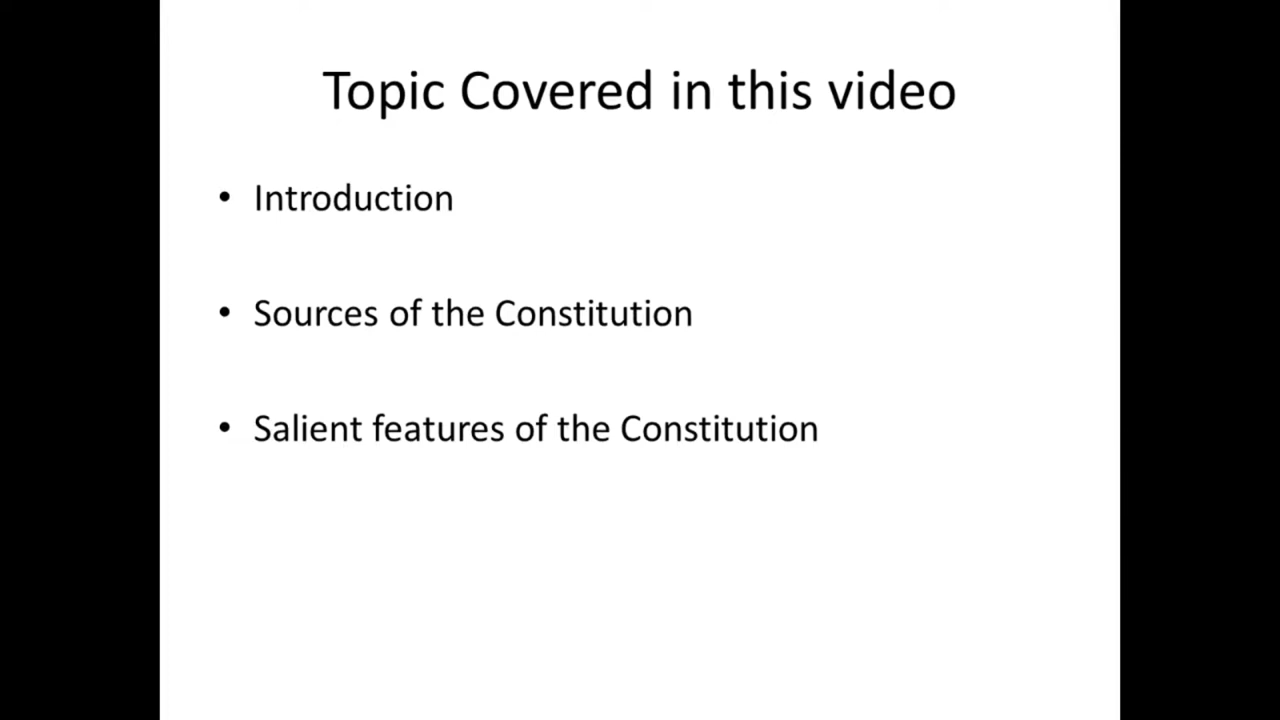 Topic Covered in this video
• Introduction
• Sources of the Constitution
• Salient features of the Constitution